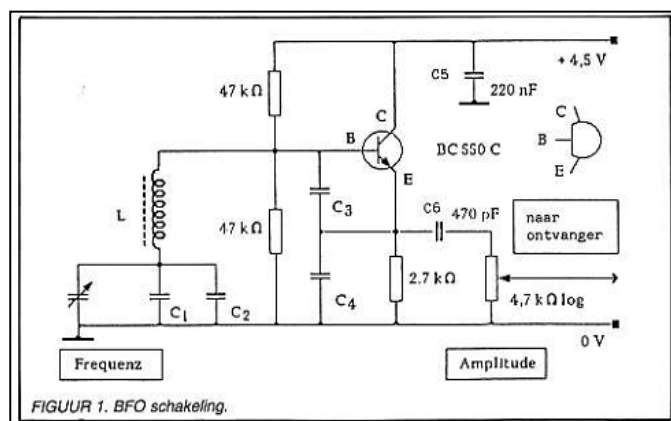 + 4,5 V
C5
220 nF
47 kΩ
C
B
E
BC 550 C
C
B
E
L
47 kΩ
C3
C6
470 pF
naar
ontvanger
C1
C2
C4
2.7 kΩ
4,7 kΩ log
0 V
Frequenz
Amplitude
FIGUUR 1. BFO schakeling.